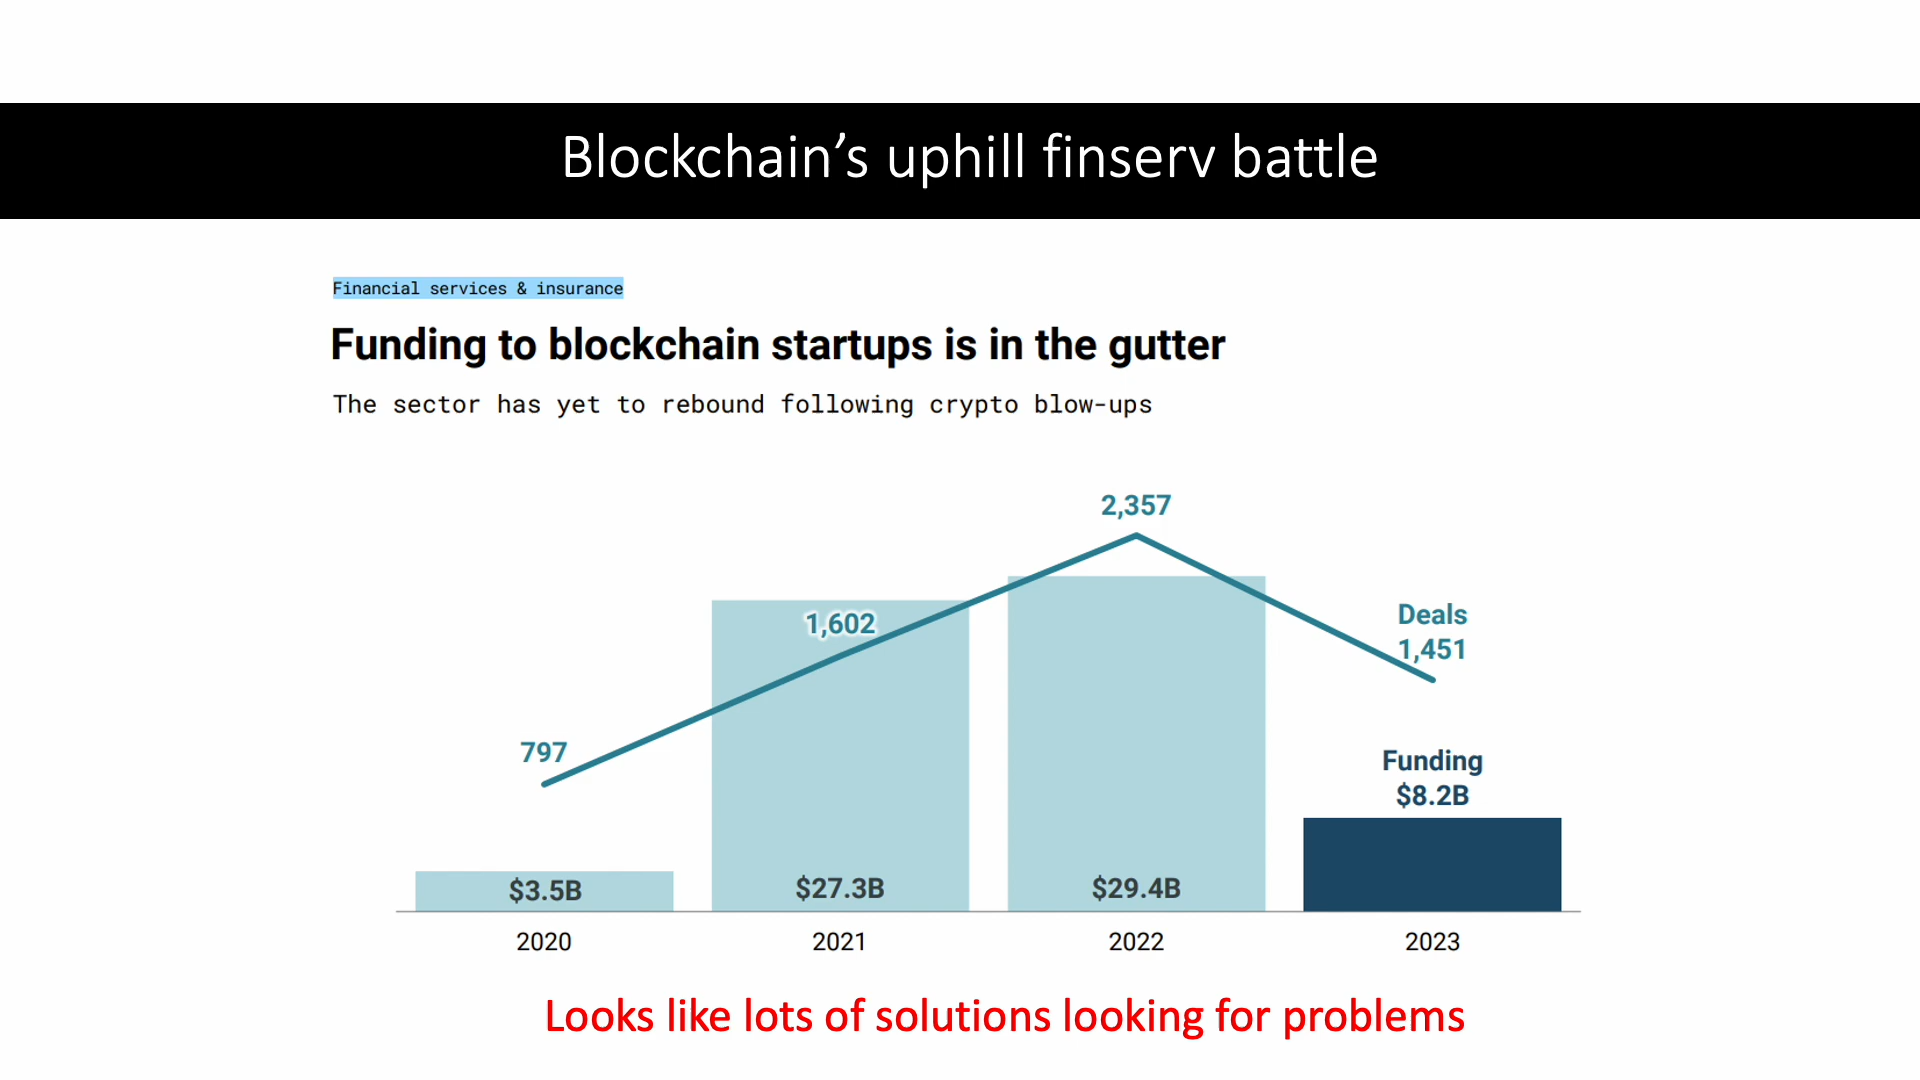 Blockchain’s uphill finserv battle
Financial services & insurance
Funding to blockchain startups is in the gutter
The sector has yet to rebound following crypto blow-ups
2,357
1,602
Deals
1,451
797
Funding
$8.2B
$3.5B
$27.3B
$29.4B
2020
2021
2022
2023
Looks like lots of solutions looking for problems